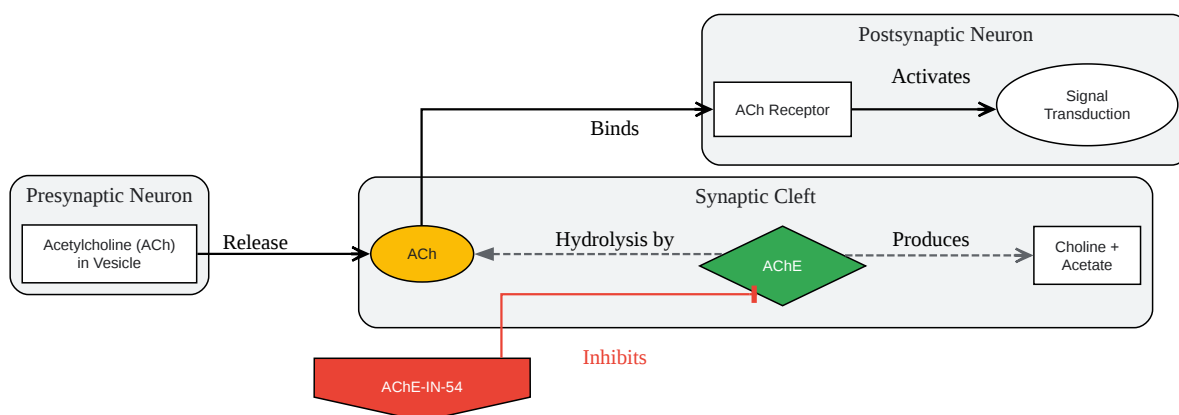 Postsynaptic Neuron
Activates
ACh Receptor
Signal
Transduction
Binds
Presynaptic Neuron
Synaptic Cleft
Acetylcholine (ACh)
in Vesicle
Release
ACh
Hydrolysis by
AChE
Produces
Choline +
Acetate
Inhibits
AChE-IN-54